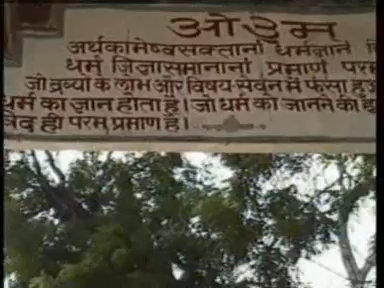 ओ३म
अर्थकामेष्वसक्तानां धर्मज्ञानं
धर्मं जिज्ञासमानानां प्रमाणं परम
जो द्रव्यों के लोभ और विषय सेवन में फंसा हुआ
धर्म का ज्ञान होता है। जो धर्म को जानने की
वेद ही परम प्रमाण है।